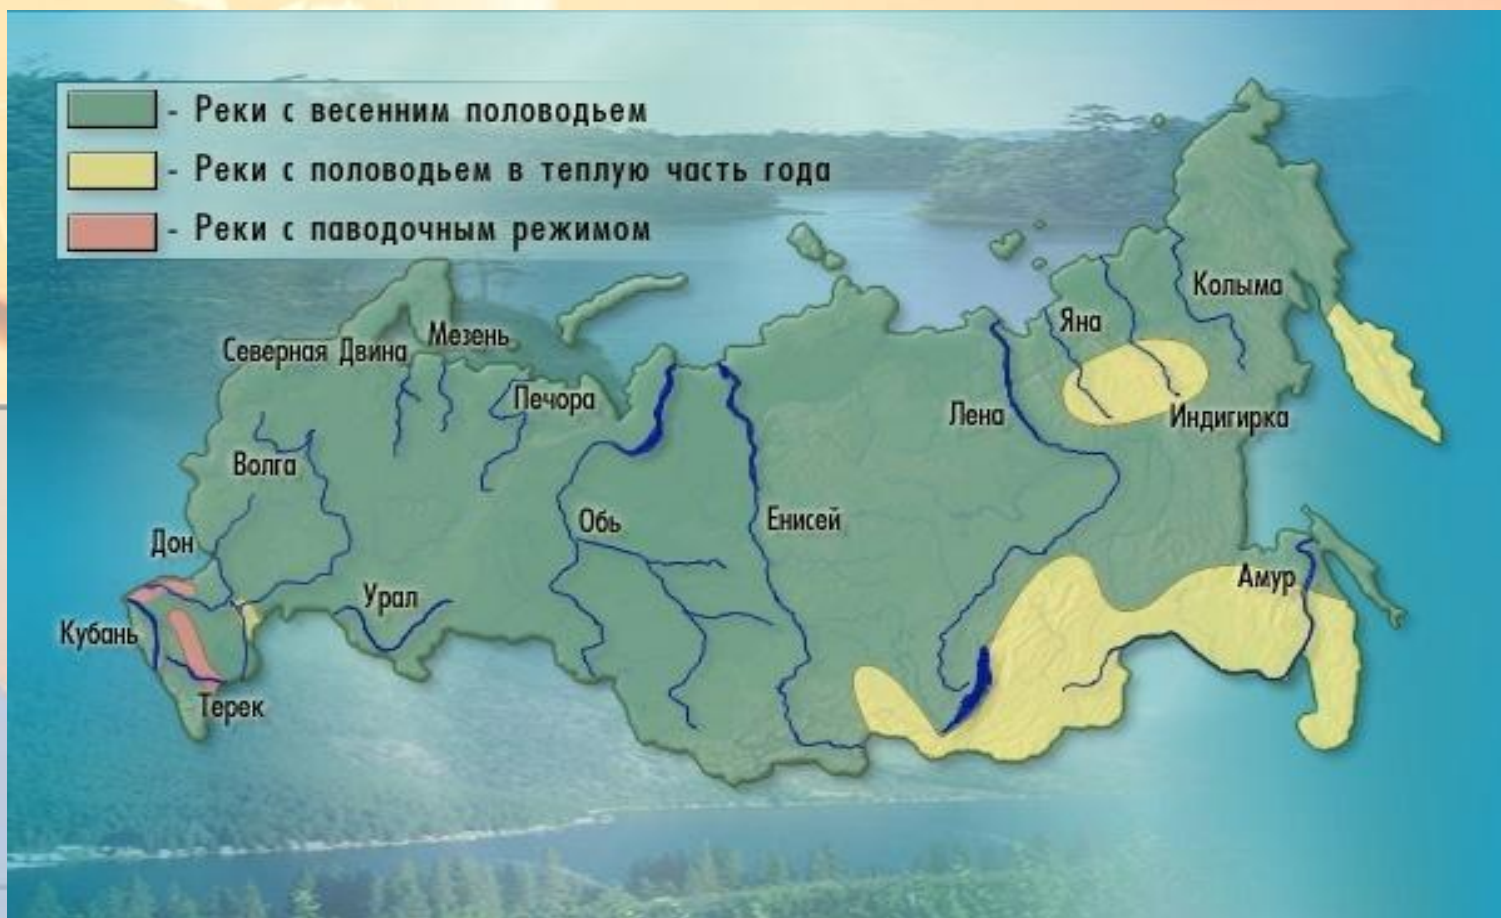 - Реки с весенним половодьем
- Реки с половодьем в теплую часть года
- Реки с паводочным режимом
Колыма
Яна
Мезень
Северная Двина
Печора
Лена
Индигирка
Волга
Обь
Енисей
Дон
Амур
Урал
Кубань
Терек